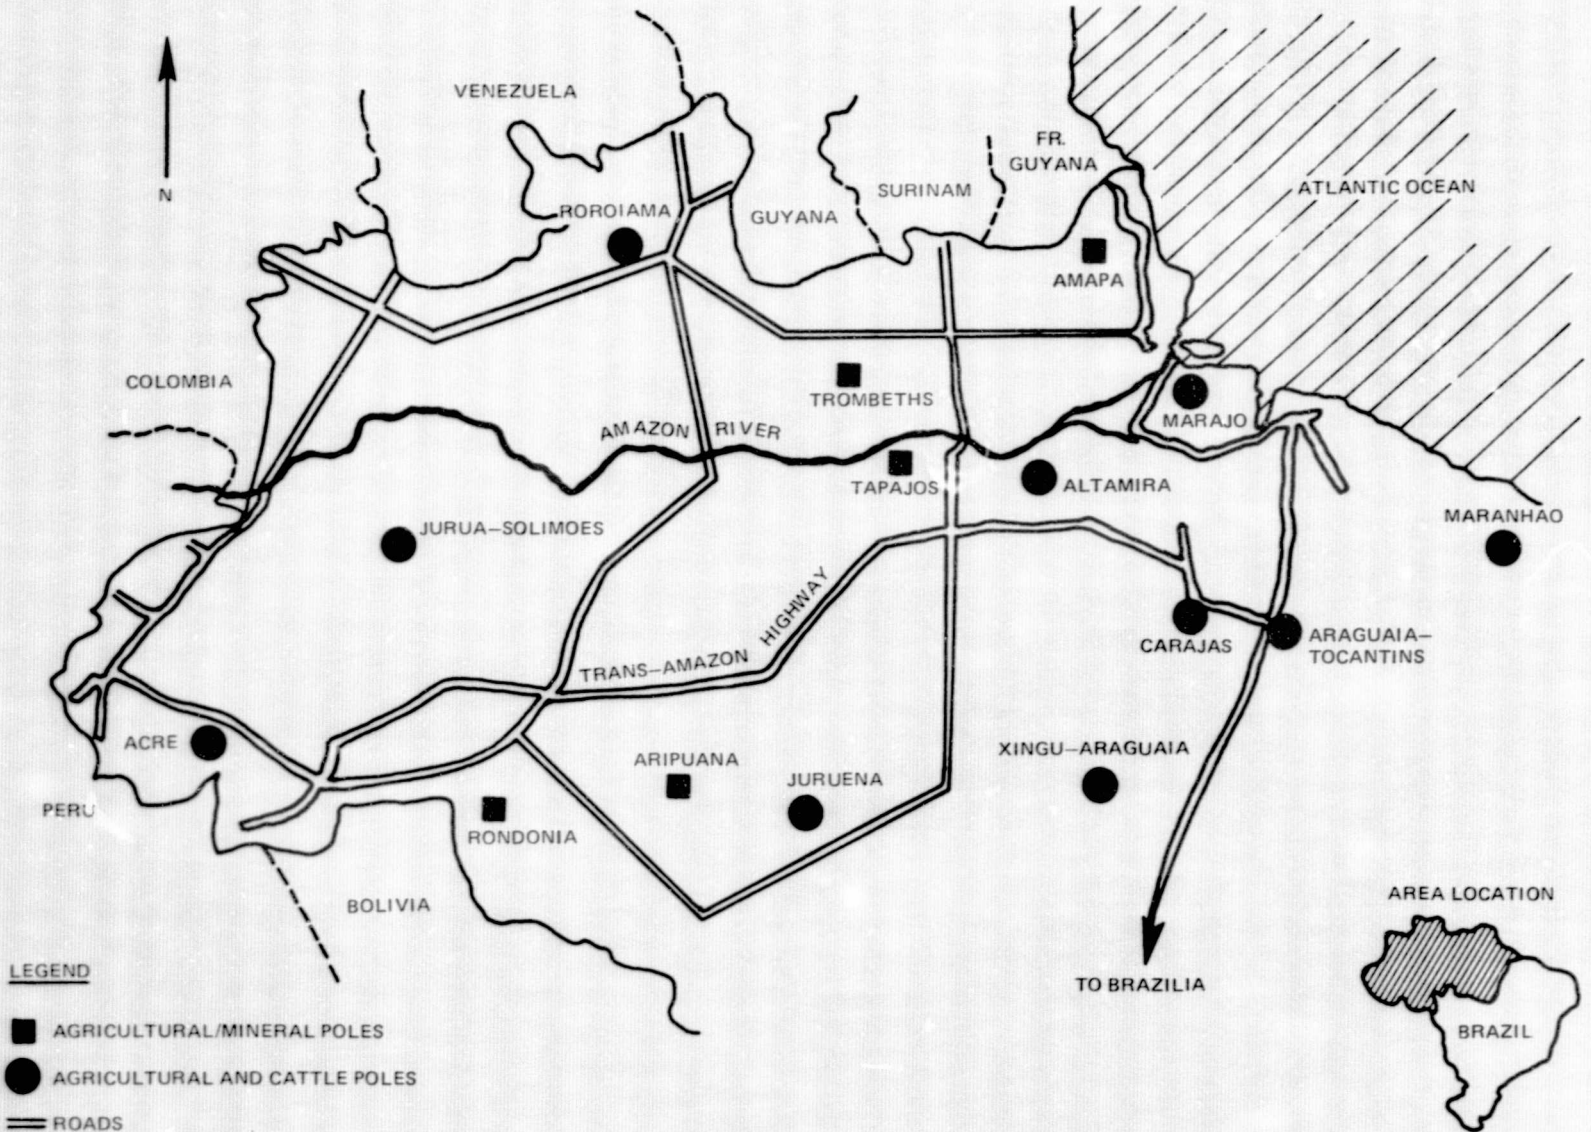 VENEZUELA
FR.
GUYANA
N
SURINAM
ATLANTIC OCEAN
ROROIAMA
GUYANA
AMAPA
COLOMBIA
TROMBETHS
MARAJO
AMAZON RIVER
TAPAJOS
ALTAMIRA
JURUA-SOLIMOES
MARANHAO
TRANS-AMAZON HIGHWAY
CARAJAS
ARAGUAIA-
TOCANTINS
ACRE
XINGU-ARAGUAIA
ARIPUANA
JURUENA
PERU
RONDONIA
BOLIVIA
AREA LOCATION
LEGEND
TO BRAZILIA
AGRICULTURAL/MINERAL POLES
BRAZIL
AGRICULTURAL AND CATTLE POLES
ROADS